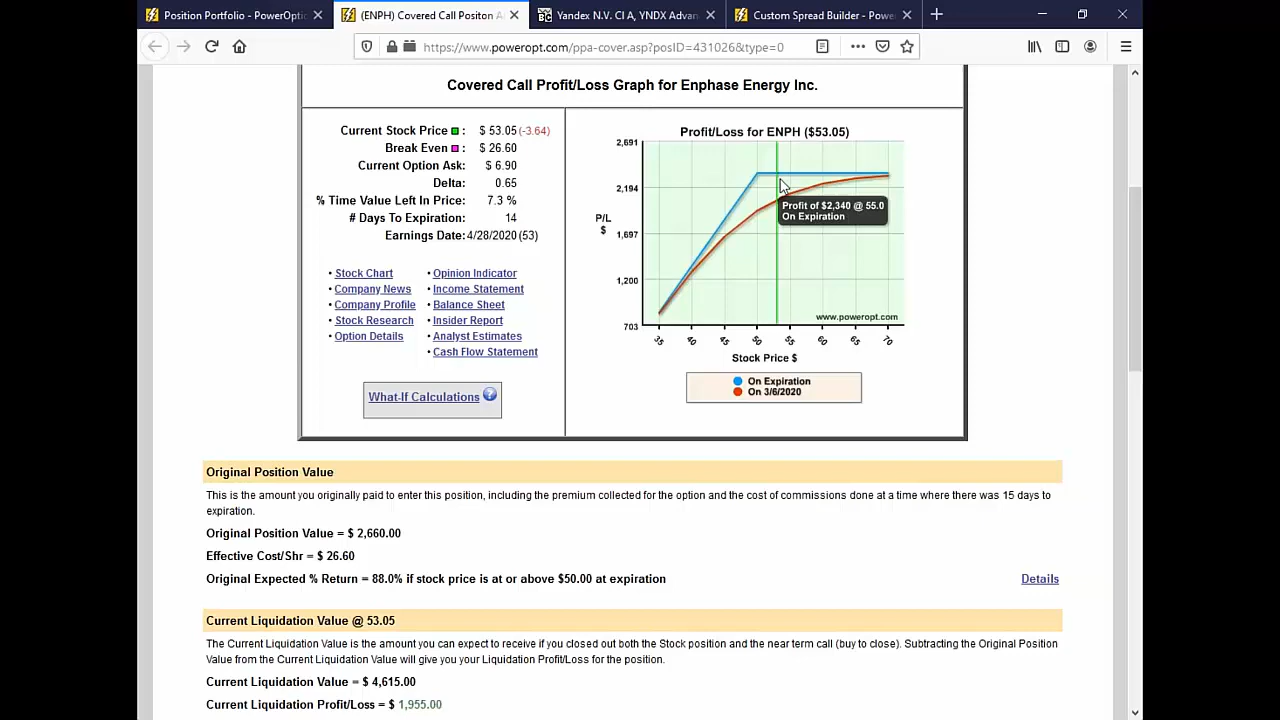 Position Portfolio - PowerOptio
(ENPH) Covered Call Positon A
Yandex N.V. Cl A, YNDX Advan
Custom Spread Builder - Powe
https://www.poweropt.com/ppa-cover.asp?posID=431026&type=0
Covered Call Profit/Loss Graph for Enphase Energy Inc.
Current Stock Price : $ 53.05 (-3.64)
Break Even : $ 26.60
Current Option Ask: $ 6.90
Delta: 0.65
% Time Value Left In Price: 7.3 %
# Days To Expiration: 14
Earnings Date: 4/28/2020 (53)
• Stock Chart • Opinion Indicator
• Company News • Income Statement
• Company Profile • Balance Sheet
• Stock Research • Insider Report
• Option Details • Analyst Estimates
• Cash Flow Statement
What-If Calculations ?
Profit/Loss for ENPH ($53.05)
2,691
2,194
P/L
$
1,697
1,200
703
Profit of $2,340 @ 55.0
On Expiration
www.poweropt.com
35 40 45 50 55 60 65 70
Stock Price $
On Expiration
On 3/6/2020
Original Position Value
This is the amount you originally paid to enter this position, including the premium collected for the option and the cost of commissions done at a time where there was 15 days to
expiration.
Original Position Value = $ 2,660.00
Effective Cost/Shr = $ 26.60
Original Expected % Return = 88.0% if stock price is at or above $50.00 at expiration
Details
Current Liquidation Value @ 53.05
The Current Liquidation Value is the amount you can expect to receive if you closed out both the Stock position and the near term call (buy to close). Subtracting the Original Position
Value from the Current Liquidation Value will give you your Liquidation Profit/Loss for the position.
Current Liquidation Value = $ 4,615.00
Current Liquidation Profit/Loss = $ 1,955.00